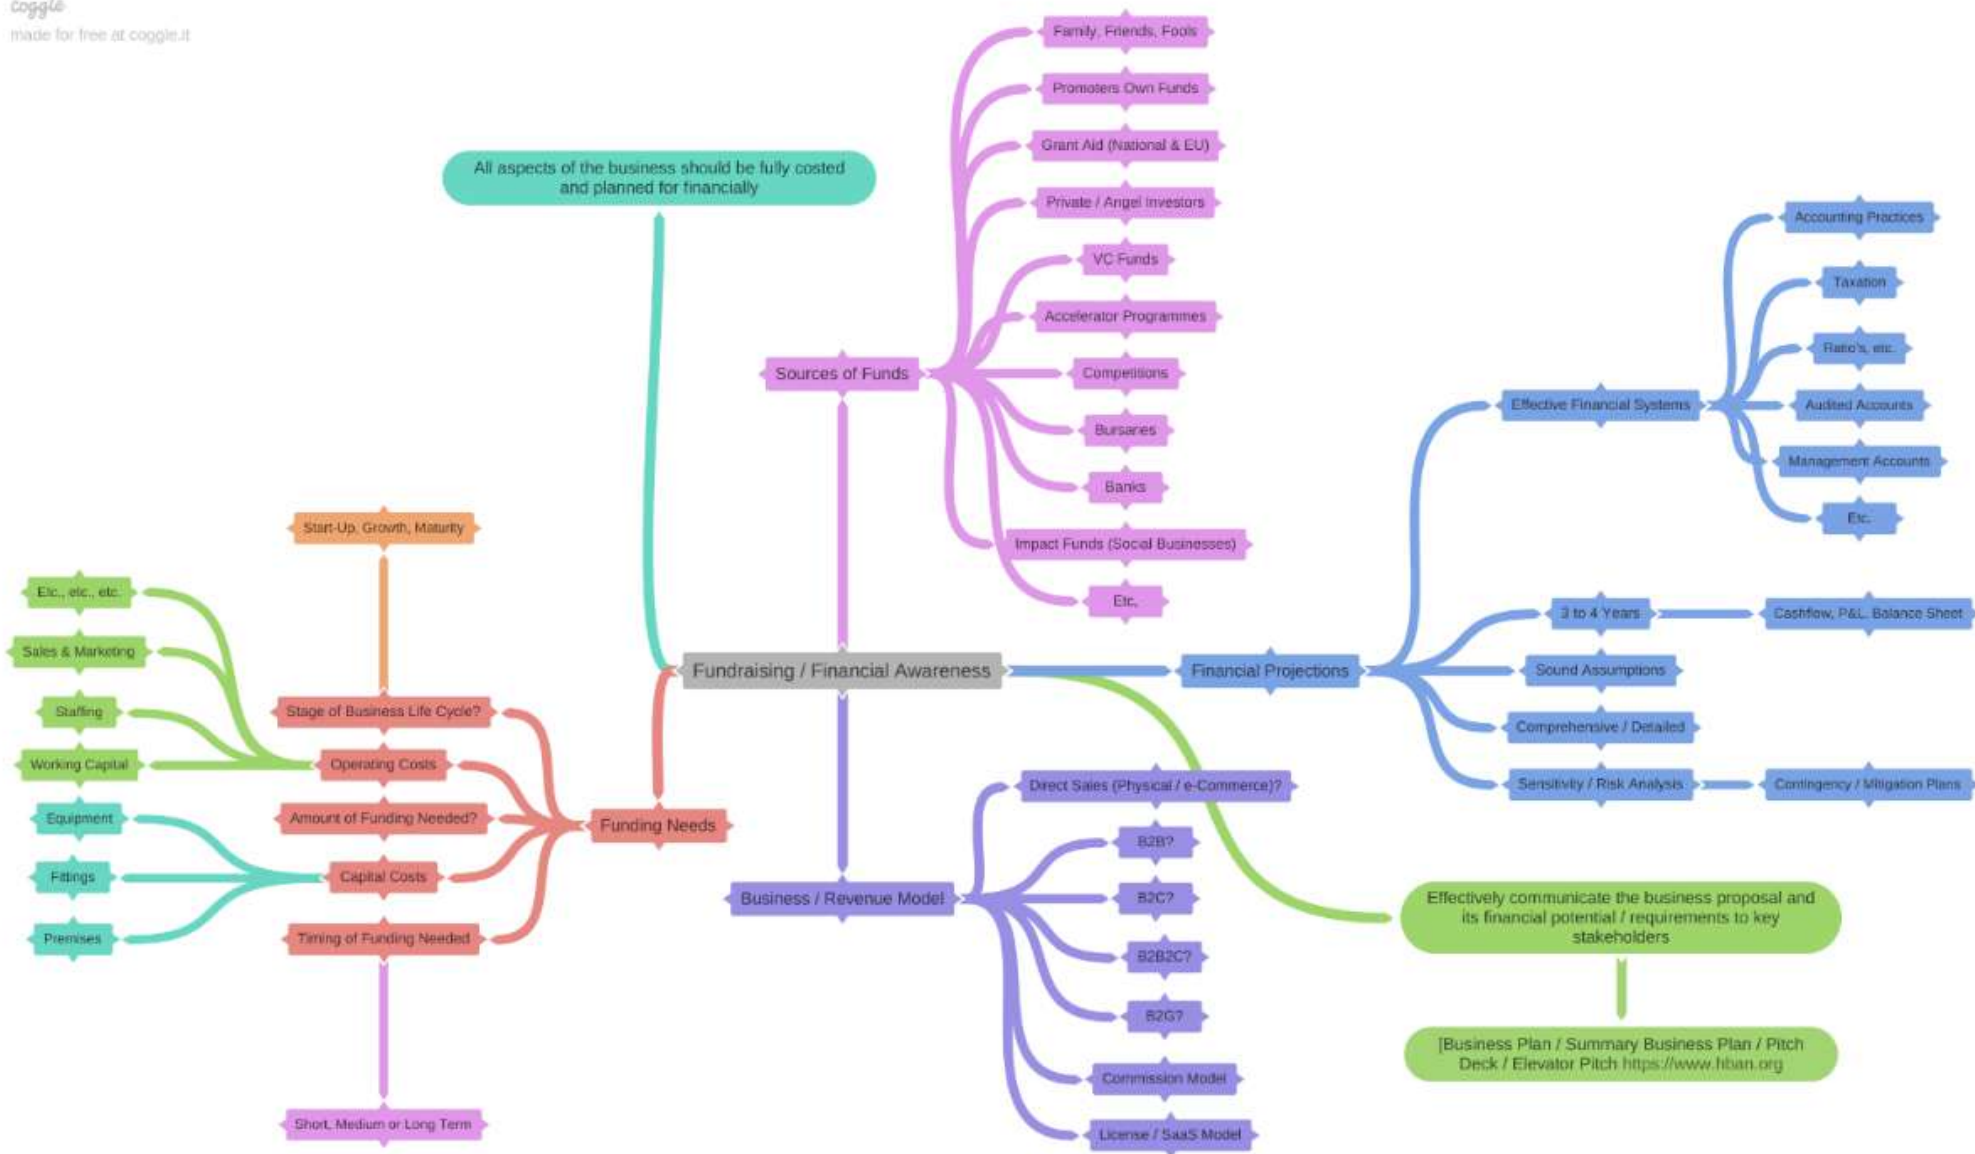 coggle
made for free at coggle.it
Family, Friends, Fools
Promoters Own Funds
Grant Aid (National & EU)
Private / Angel Investors
VC Funds
Accelerator Programmes
Competitions
Bursaries
Banks
Impact Funds (Social Businesses)
Etc,
Sources of Funds
All aspects of the business should be fully costed
and planned for financially
Accounting Practices
Taxation
Ratio's, etc.
Audited Accounts
Management Accounts
Etc.
Effective Financial Systems
3 to 4 Years
Cashflow, P&L, Balance Sheet
Sound Assumptions
Comprehensive / Detailed
Sensitivity / Risk Analysis
Contingency / Mitigation Plans
Financial Projections
Fundraising / Financial Awareness
Start-Up, Growth, Maturity
Stage of Business Life Cycle?
Etc., etc., etc.
Sales & Marketing
Staffing
Working Capital
Operating Costs
Amount of Funding Needed?
Equipment
Fittings
Premises
Capital Costs
Timing of Funding Needed
Short, Medium or Long Term
Funding Needs
Business / Revenue Model
Direct Sales (Physical / e-Commerce)?
B2B?
B2C?
B2B2C?
B2G?
Commission Model
License / SaaS Model
Effectively communicate the business proposal and
its financial potential / requirements to key
stakeholders
[Business Plan / Summary Business Plan / Pitch
Deck / Elevator Pitch https://www.hban.org